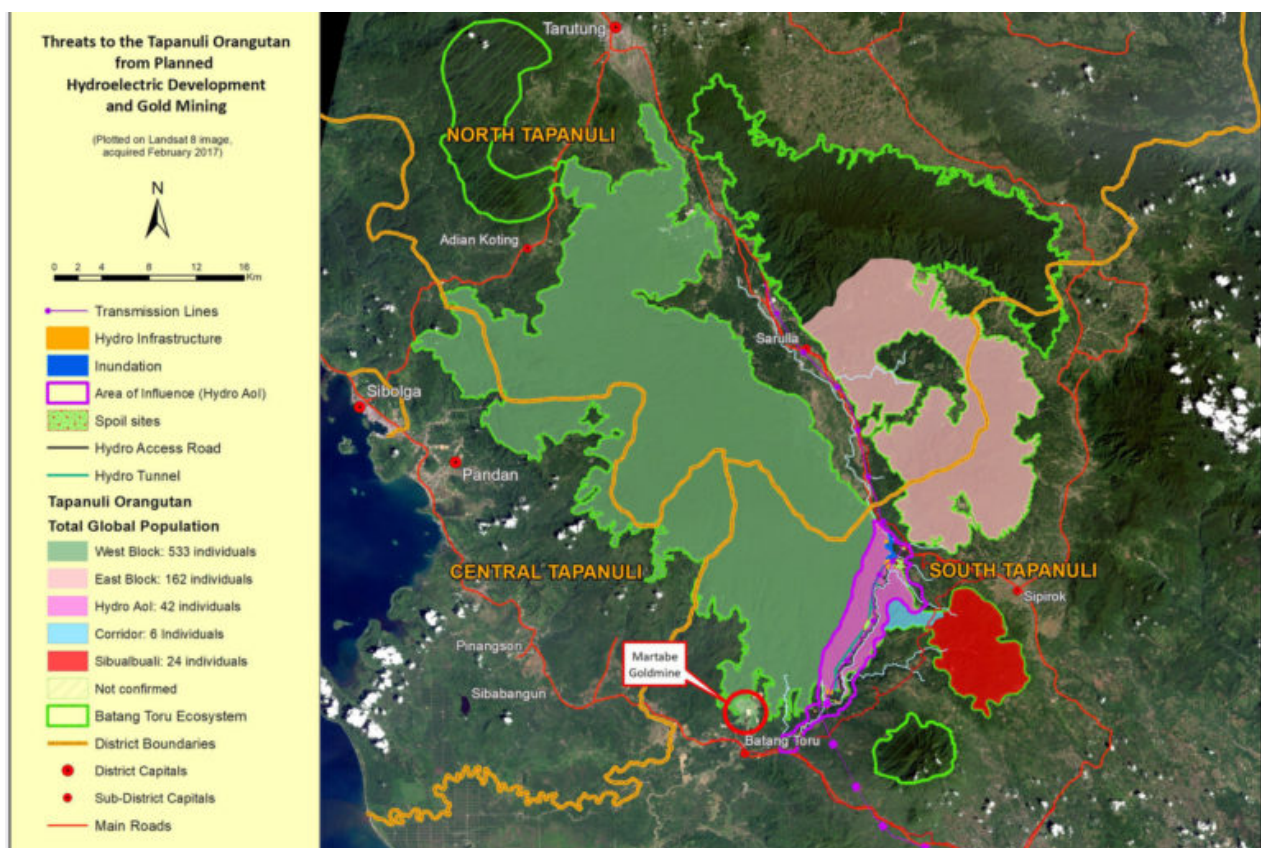 Threats to the Tapanuli Orangutan
from Planned
Hydroelectric Development
and Gold Mining
(Plotted on Landsat 8 image,
acquired February 2017)
N
0 2 4 8 12 16
Km
Transmission Lines
Hydro Infrastructure
Inundation
Area of Influence (Hydro AoI)
Spoil sites
Hydro Access Road
Hydro Tunnel
Tapanuli Orangutan
Total Global Population
West Block: 533 individuals
East Block: 162 individuals
Hydro AoI: 42 individuals
Corridor: 6 Individuals
Sibualbuali: 24 individuals
Not confirmed
Batang Toru Ecosystem
District Boundaries
District Capitals
Sub-District Capitals
Main Roads
Tarutung
NORTH TAPANULI
Adian Koting
Sarulla
Sibolga
Pandan
CENTRAL TAPANULI
SOUTH TAPANULI
Sipirok
Pinangson
Martabe
Goldmine
Sibabangun
Batang Toru